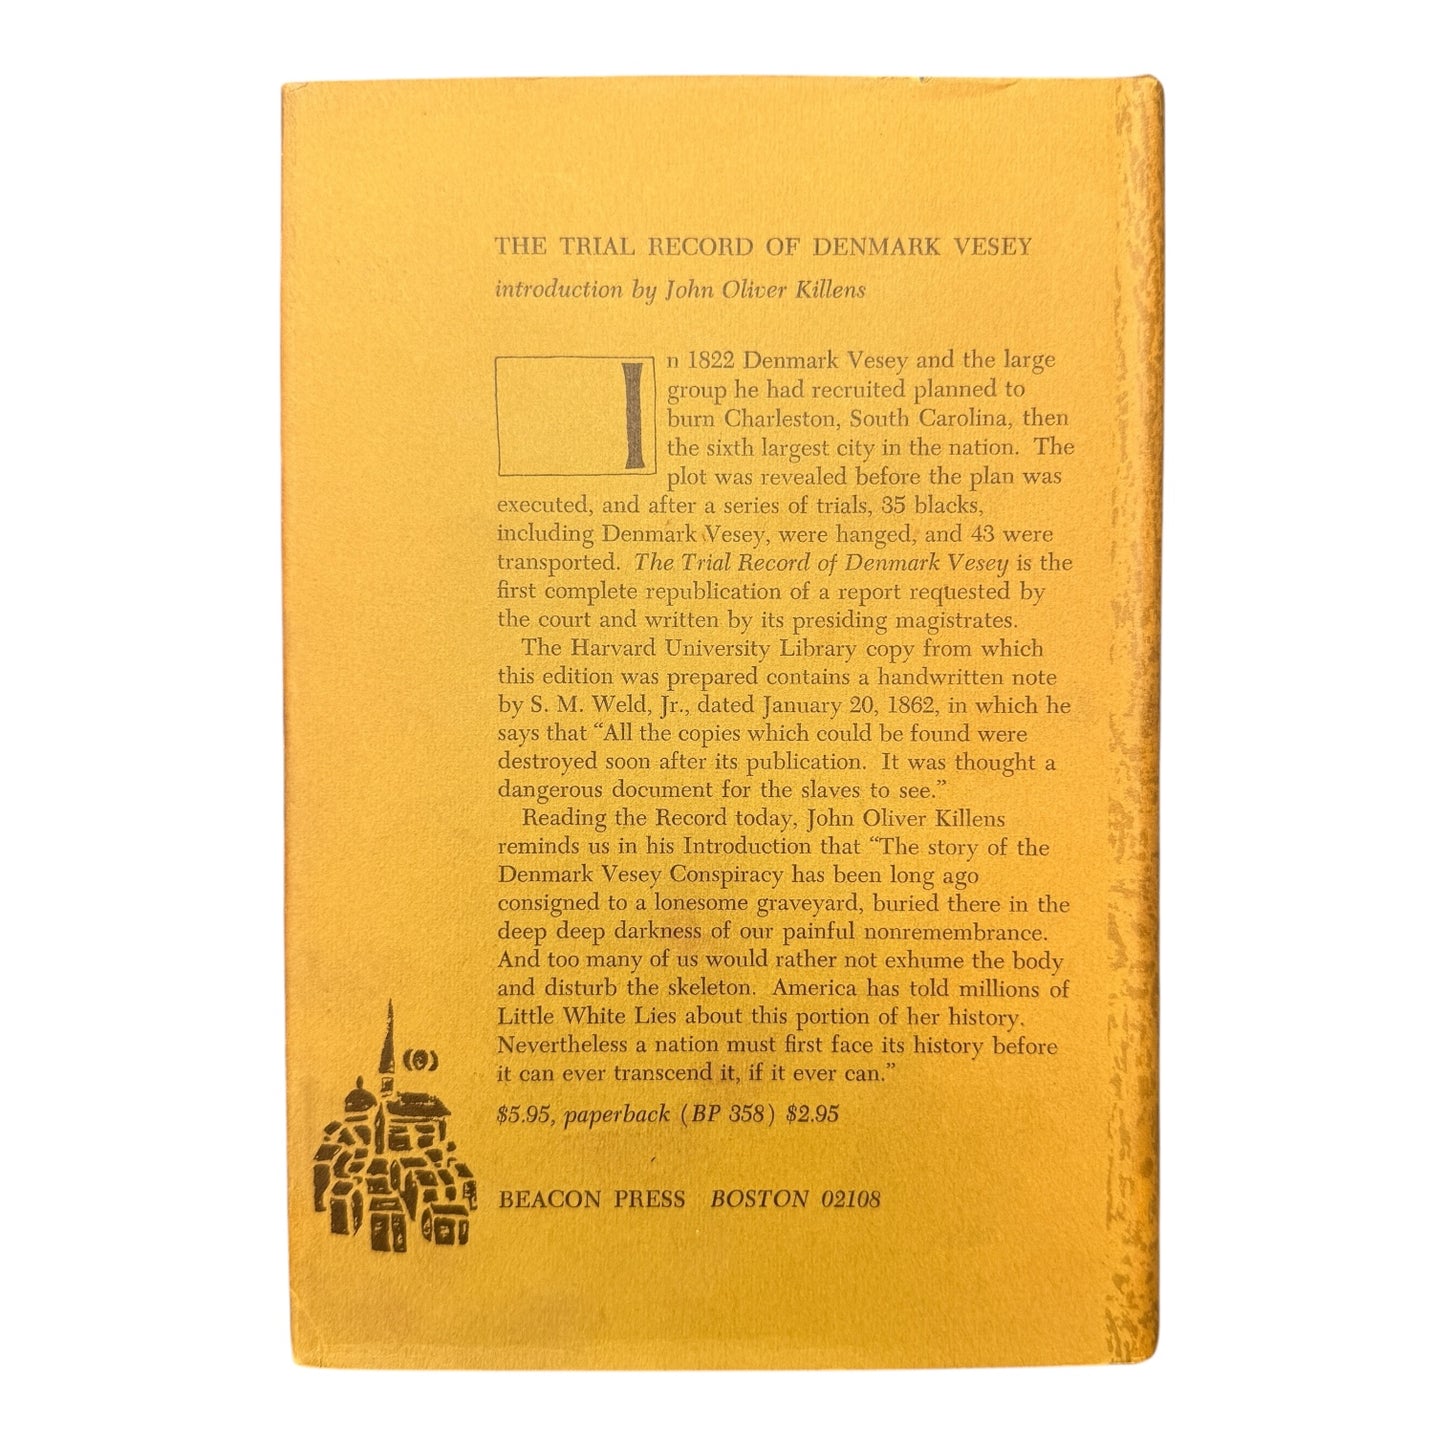 THE TRIAL RECORD OF DENMARK VESEY
introduction by John Oliver Killens
In 1822 Denmark Vesey and the large
group he had recruited planned to
burn Charleston, South Carolina, then
the sixth largest city in the nation. The
plot was revealed before the plan was
executed, and after a series of trials, 35 blacks,
including Denmark Vesey, were hanged, and 43 were
transported. The Trial Record of Denmark Vesey is the
first complete republication of a report requested by
the court and written by its presiding magistrates.
The Harvard University Library copy from which
this edition was prepared contains a handwritten note
by S. M. Weld, Jr., dated January 20, 1862, in which he
says that “All the copies which could be found were
destroyed soon after its publication. It was thought a
dangerous document for the slaves to see.”
Reading the Record today, John Oliver Killens
reminds us in his Introduction that “The story of the
Denmark Vesey Conspiracy has been long ago
consigned to a lonesome graveyard, buried there in the
deep deep darkness of our painful nonremembrance.
And too many of us would rather not exhume the body
and disturb the skeleton. America has told millions of
Little White Lies about this portion of her history.
Nevertheless a nation must first face its history before
it can ever transcend it, if it ever can.”
$5.95, paperback (BP 358) $2.95
BEACON PRESS BOSTON 02108